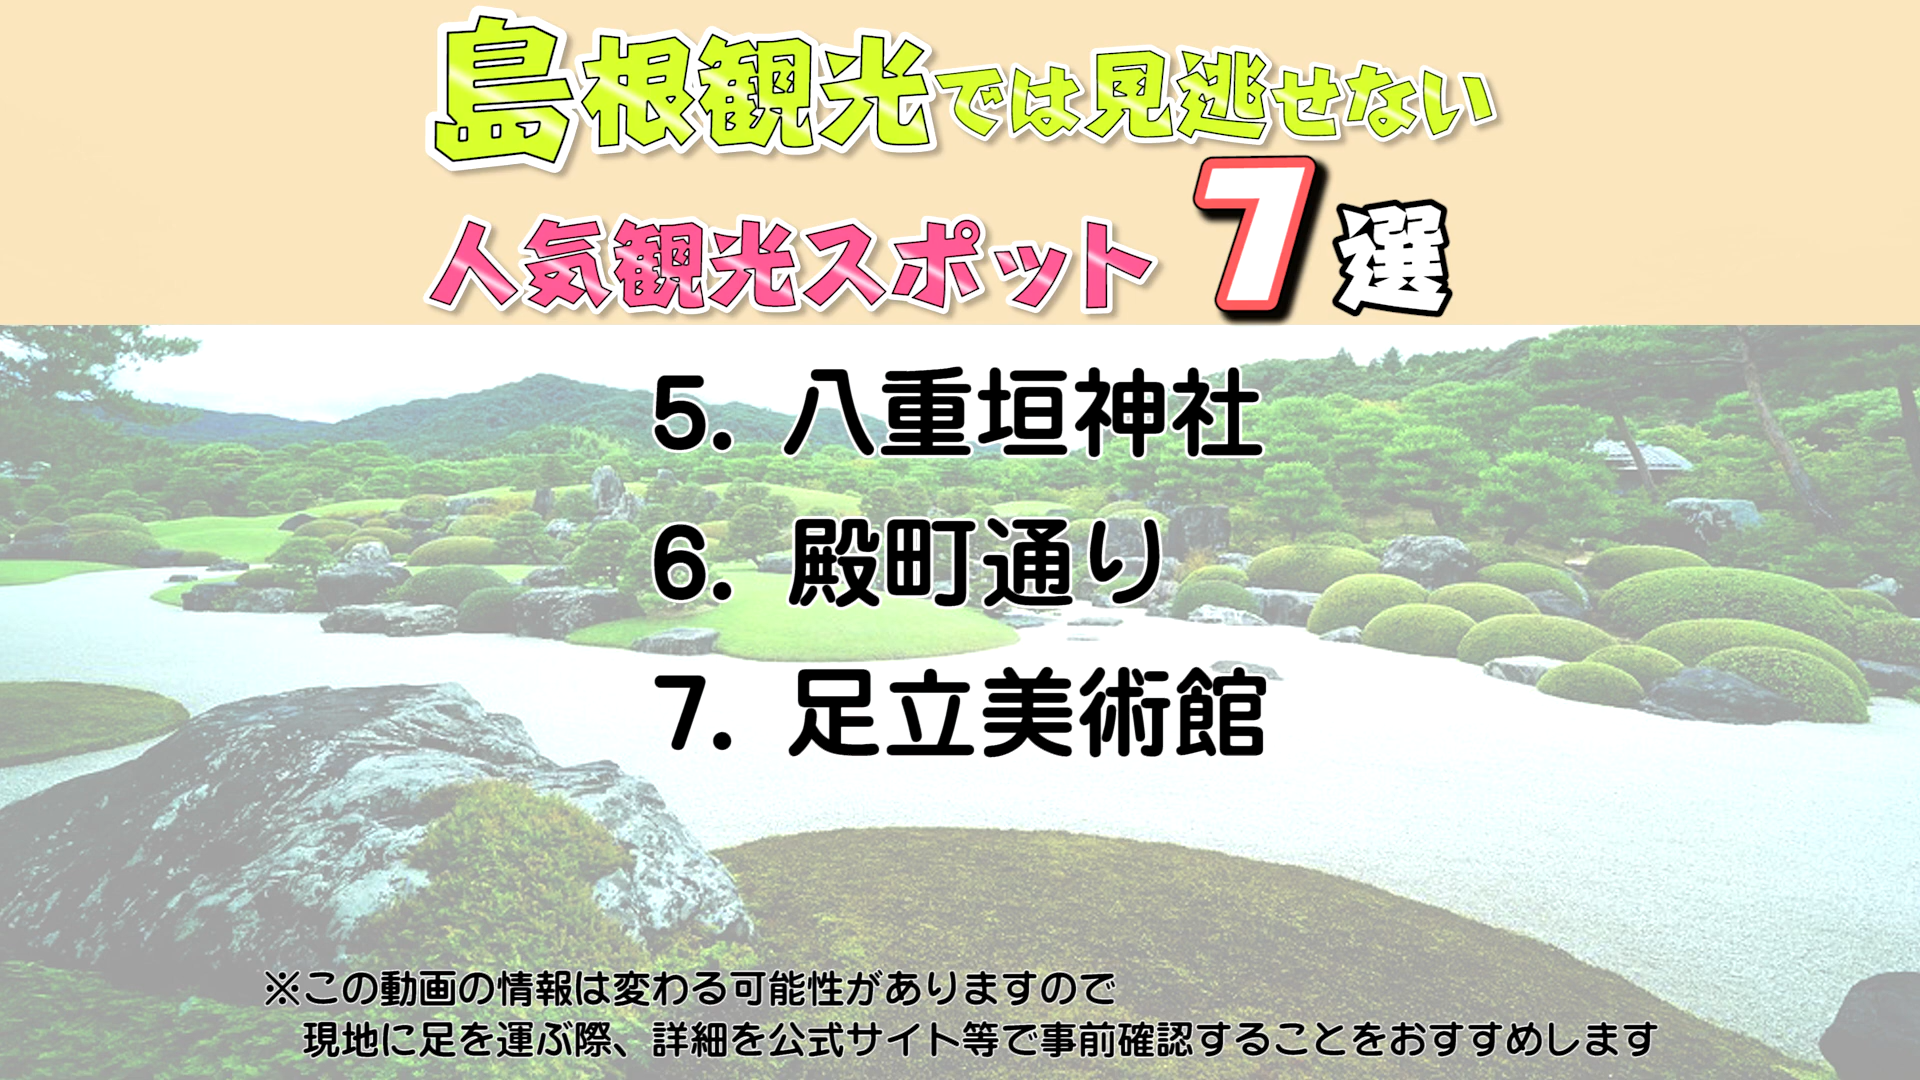 島根観光では見逃せない
人気観光スポット7選
5. 八重垣神社
6. 殿町通り
7. 足立美術館
※この動画の情報は変わる可能性がありますので
現地に足を運ぶ際、詳細を公式サイト等で事前確認することをおすすめします